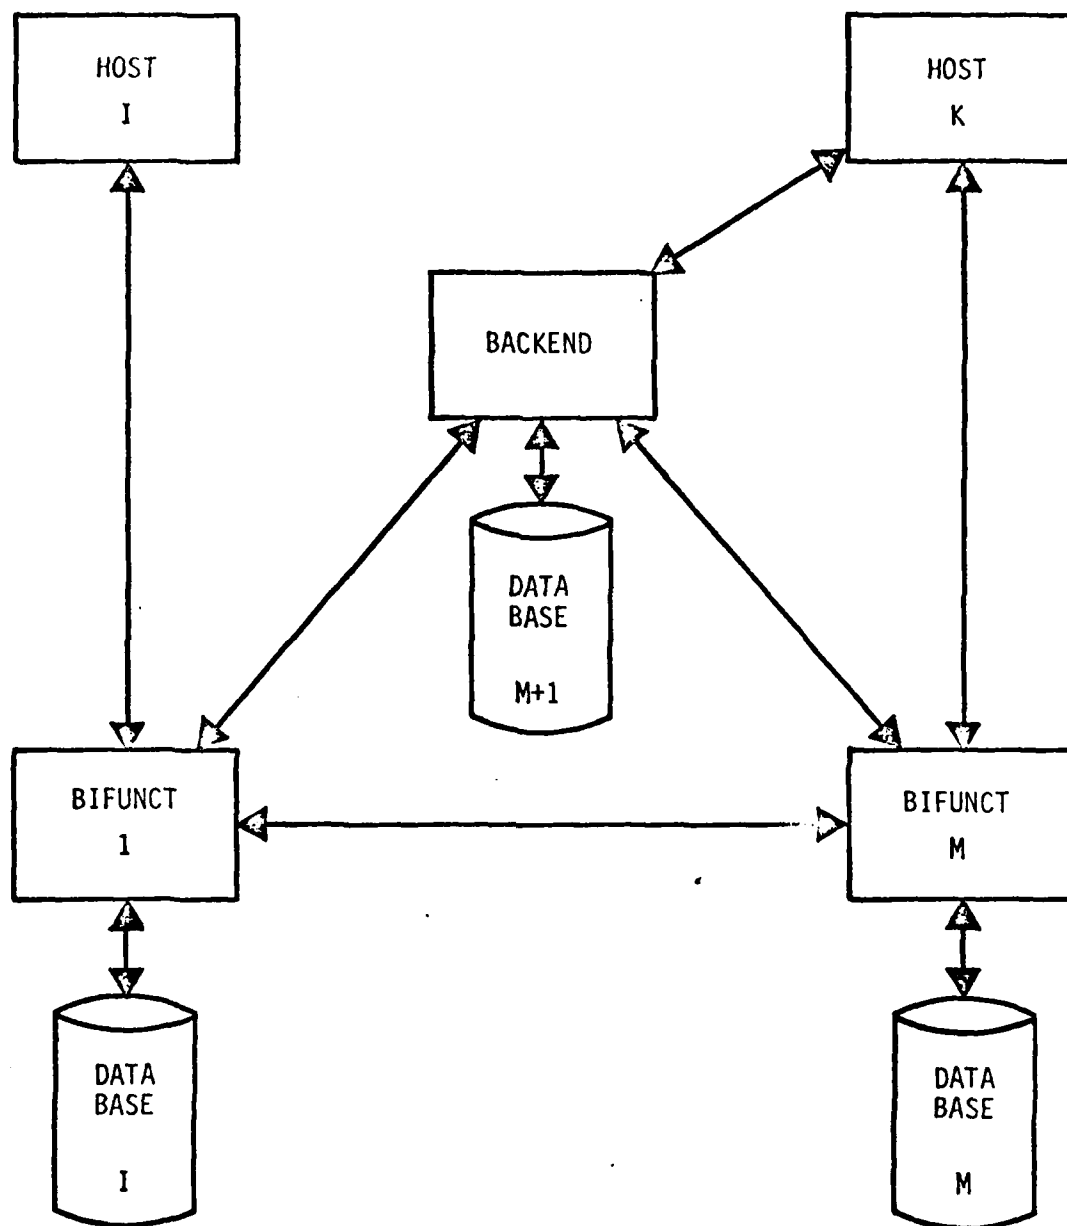 HOST
I
HOST
K
BACKEND
DATA
BASE
M+1
BIFUNCT
1
BIFUNCT
M
DATA
BASE
I
DATA
BASE
M